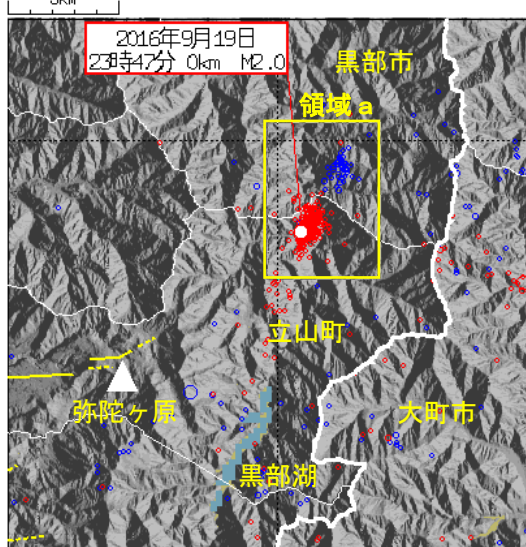 5km
2016年9月19日
23時47分 0km M2.0
黒部市
領域a
立山町
弥陀ヶ原
大町市
黒部湖